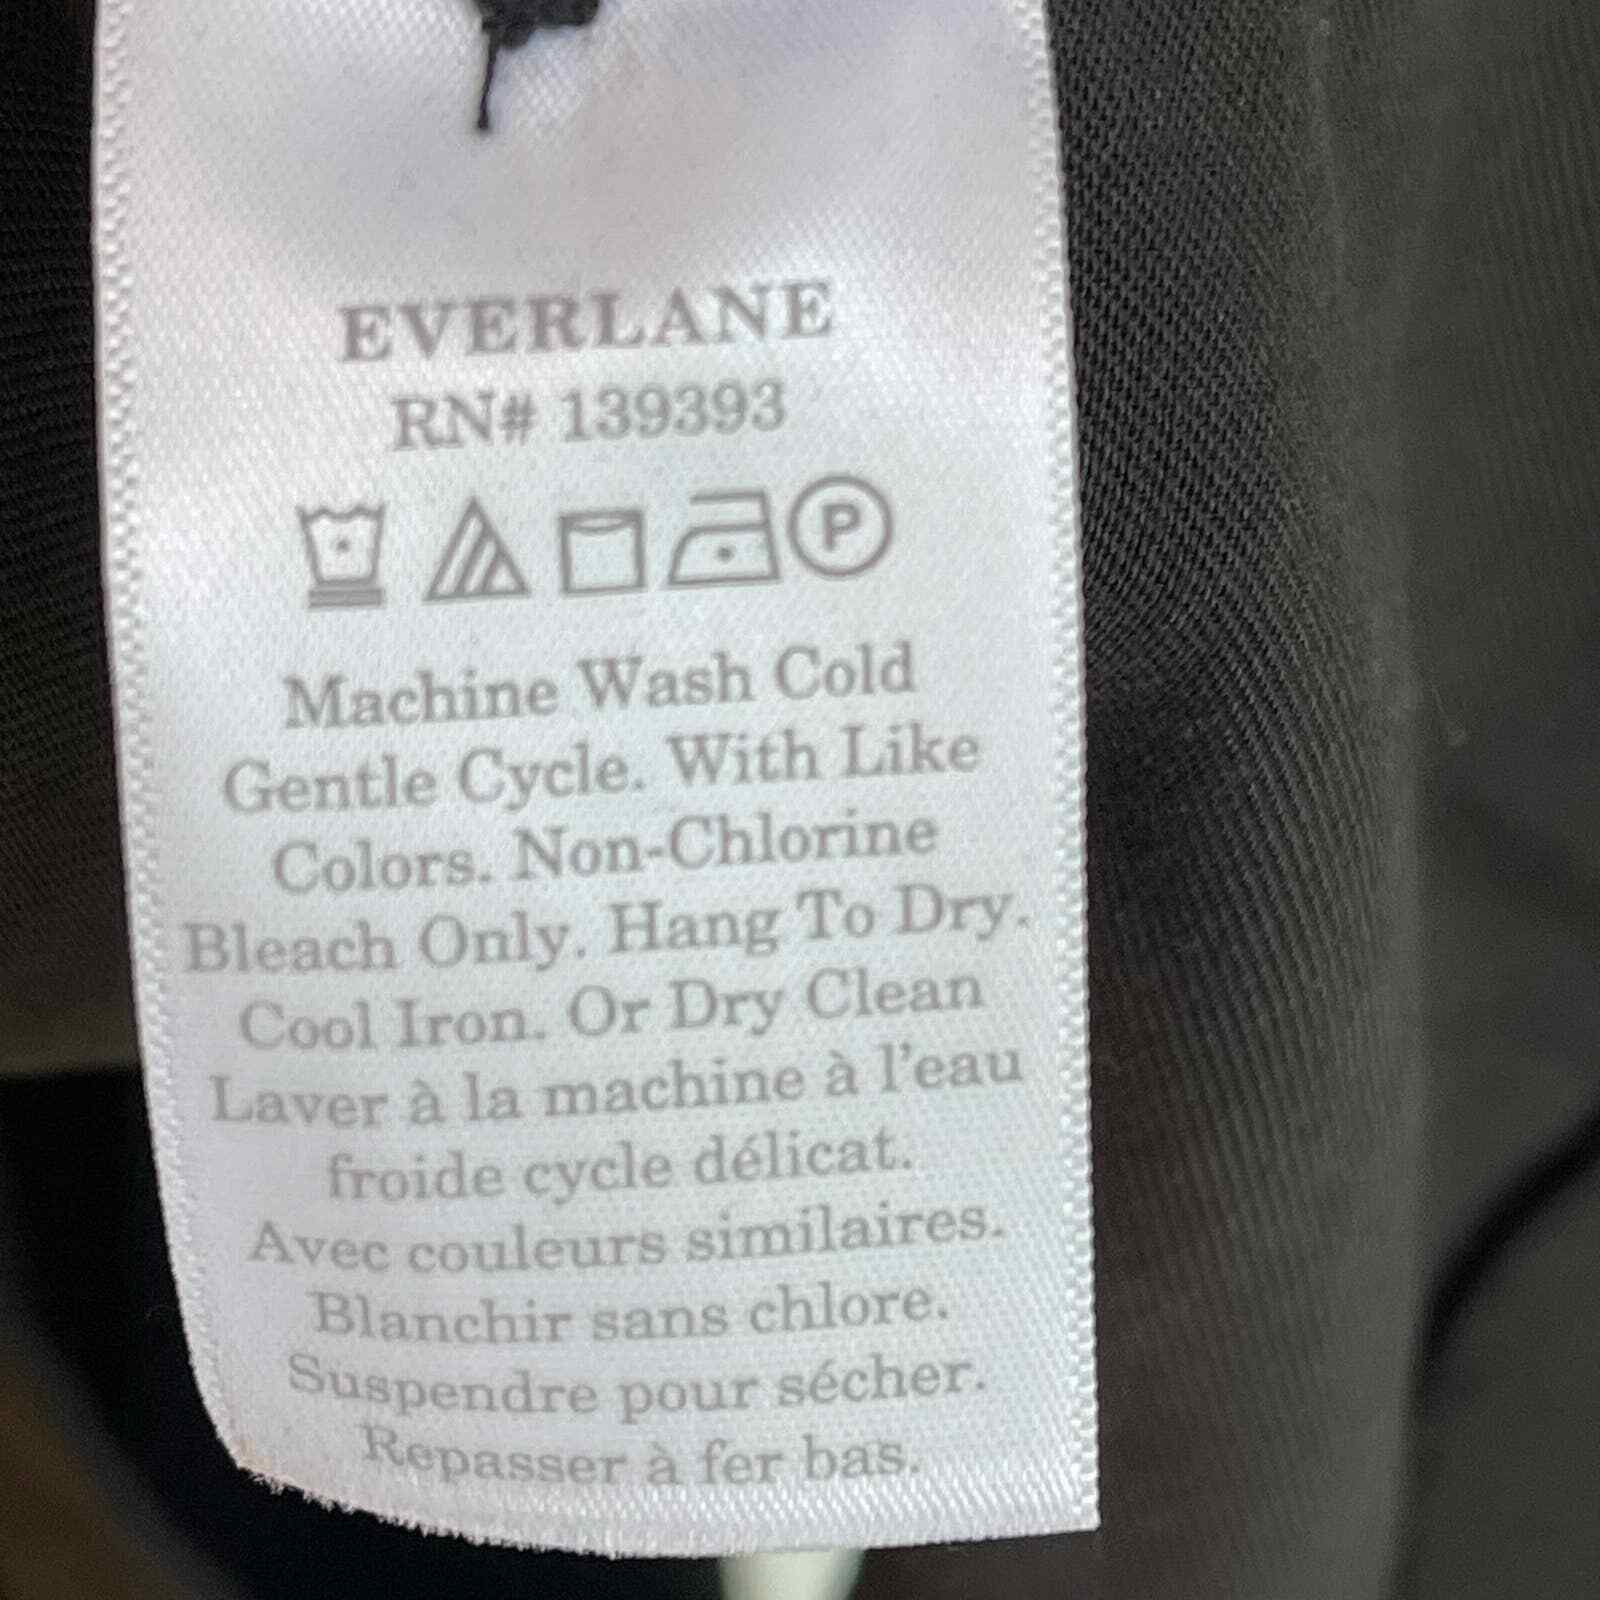 EVERLANE
RN# 139393
P
Machine Wash Cold
Gentle Cycle. With Like
Colors. Non-Chlorine
Bleach Only. Hang To Dry.
Cool Iron. Or Dry Clean
Laver à la machine à l'eau
froide cycle délicat.
Avec couleurs similaires.
Blanchir sans chlore.
Suspendre pour sécher.
Repasser à fer bas.